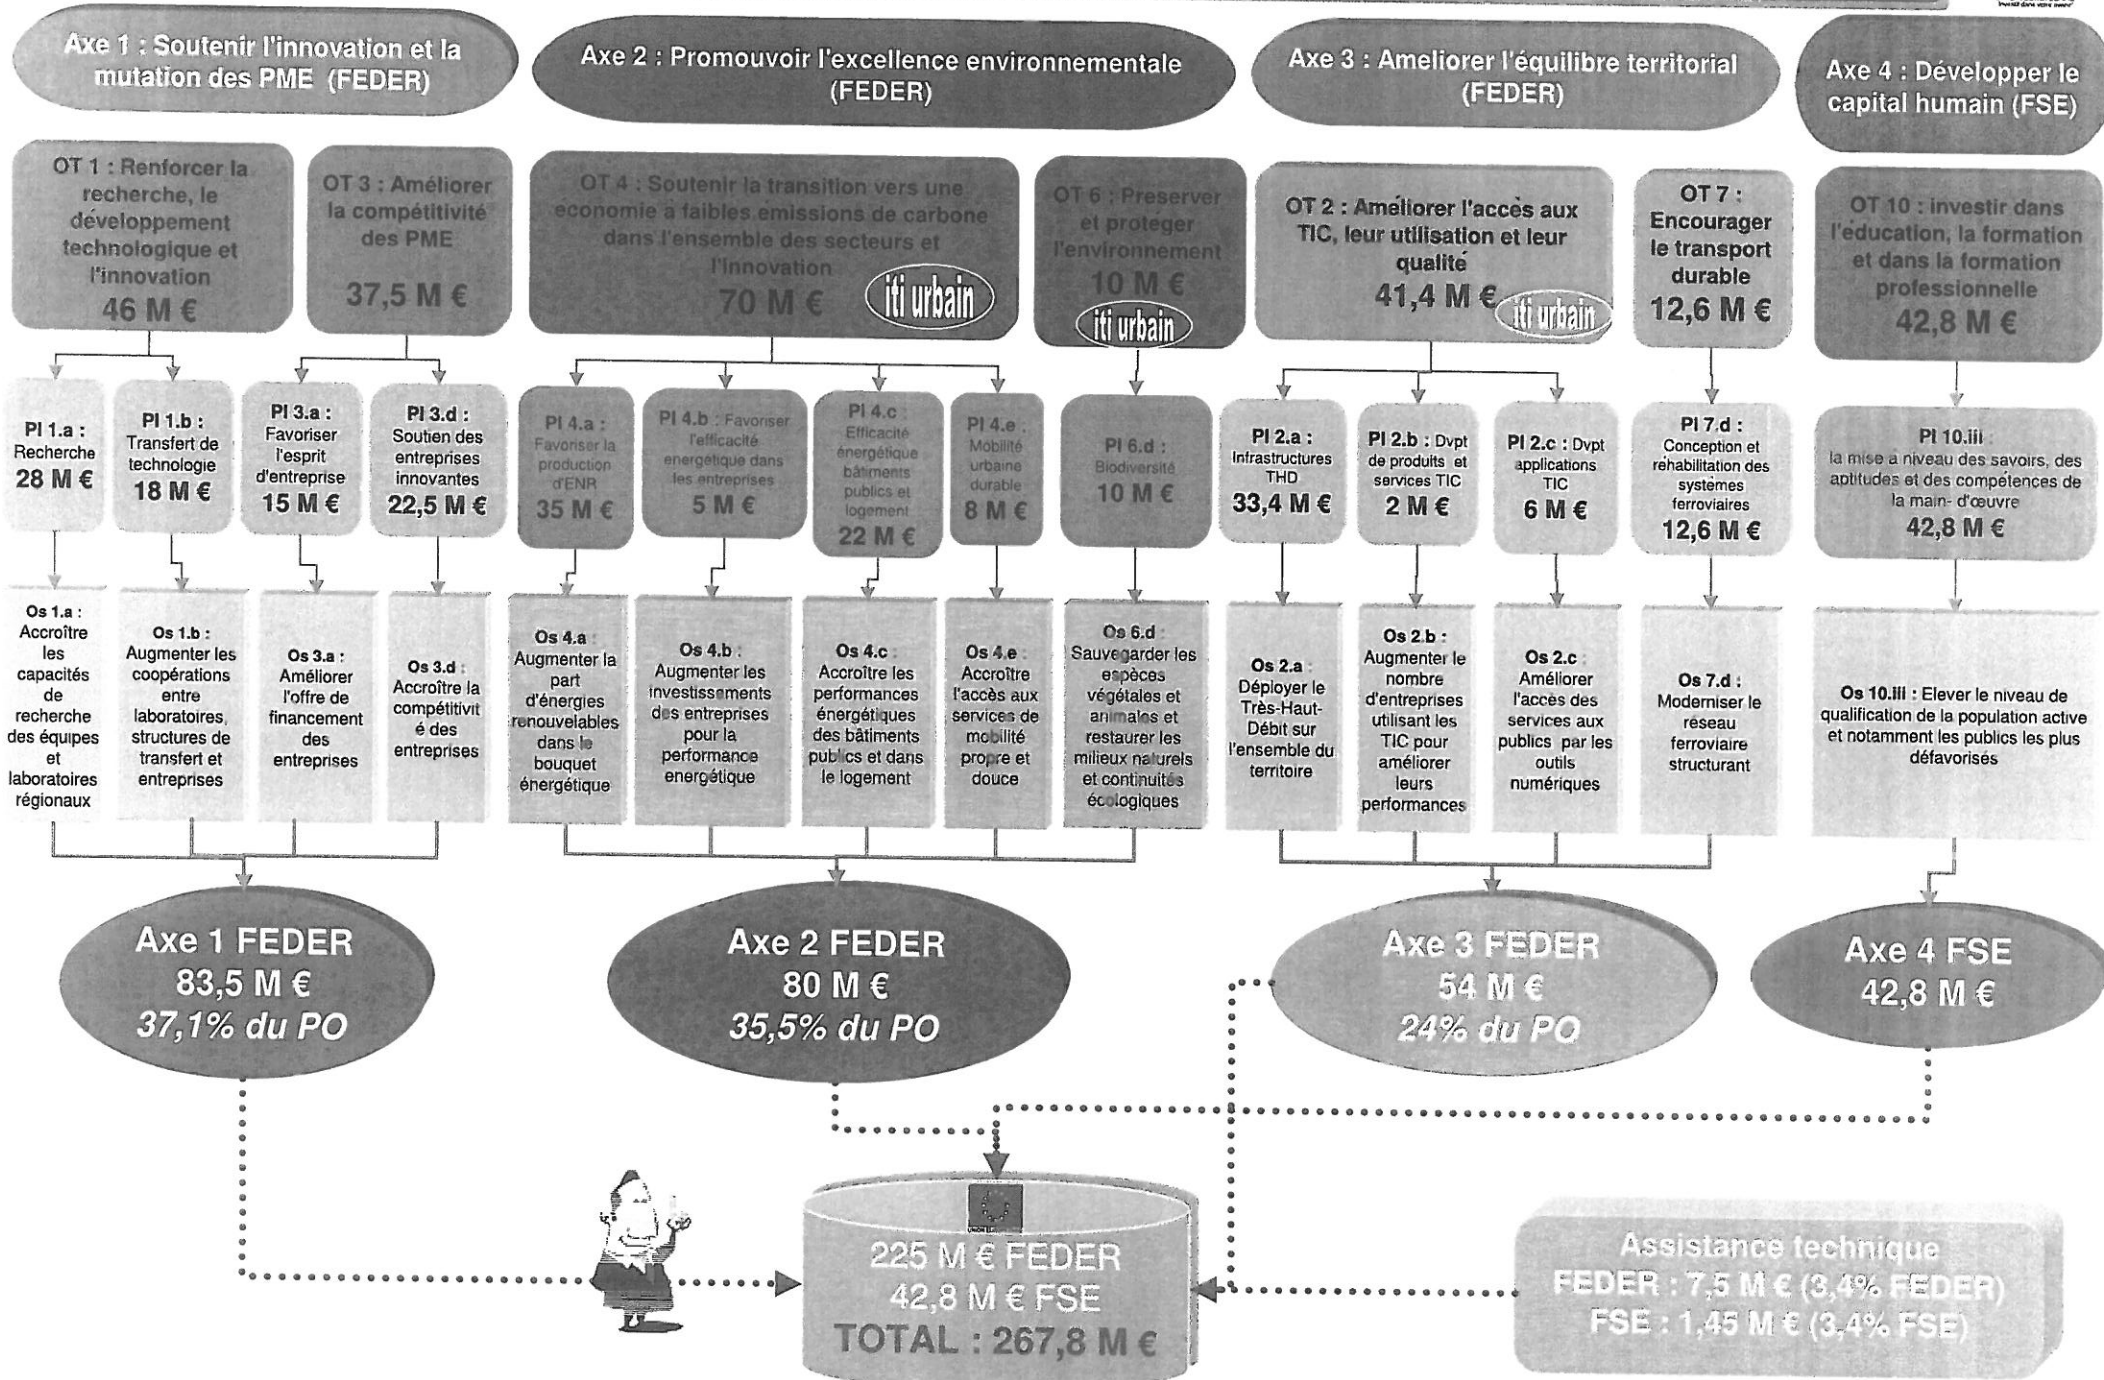 Axe 1 : Soutenir l'innovation et la
mutation des PME (FEDER)
Axe 2 : Promouvoir l'excellence environnementale
(FEDER)
Axe 3 : Ameliorer l'équilibre territorial
(FEDER)
Axe 4 : Développer le
capital humain (FSE)
OT 1 : Renforcer la
recherche, le
développement
technologique et
l'innovation
46 M €
OT 3 : Améliorer
la compétitivité
des PME
37,5 M €
OT 4 : Soutenir la transition vers une
economie à faibles émissions de carbone
dans l'ensemble des secteurs et
l'Innovation
70 M €
iti urbain
OT 6 : Preserver
et protéger
l'environnement
10 M €
iti urbain
OT 2 : Améliorer l'accès aux
TIC, leur utilisation et leur
qualité
41,4 M €
iti urbain
OT 7 :
Encourager
le transport
durable
12,6 M €
OT 10 : investir dans
l'éducation, la formation
et dans la formation
professionnelle
42,8 M €
PI 1.a :
Recherche
28 M €
PI 1.b :
Transfert de
technologie
18 M €
PI 3.a :
Favoriser
l'esprit
d'entreprise
15 M €
PI 3.d :
Soutien des
entreprises
innovantes
22,5 M €
PI 4.a :
Favoriser la
production
d'ENR
35 M €
PI 4.b : Favoriser
l'efficacité
energétique dans
les entreprises
5 M €
PI 4.c :
Efficacité
énergétique
bâtiments
publics et
logement
22 M €
PI 4.e :
Mobilité
urbaine
durable
8 M €
PI 6.d :
Biodiversité
10 M €
PI 2.a :
Infrastructures
THD
33,4 M €
PI 2.b : Dvpt
de produits et
services TIC
2 M €
PI 2.c : Dvpt
applications
TIC
6 M €
PI 7.d :
Conception et
réhabilitation des
systèmes
ferroviaires
12,6 M €
PI 10.iii :
la mise a niveau des savoirs, des
aptitudes et des compétences de
la main- d'œuvre
42,8 M €
Os 1.a :
Accroître
les
capacités
de
recherche
des équipes
et
laboratoires
régionaux
Os 1.b :
Augmenter les
coopérations
entre
laboratoires,
structures de
transfert et
entreprises
Os 3.a :
Améliorer
l'offre de
financement
des
entreprises
Os 3.d :
Accroître la
compétitivit
é des
entreprises
Os 4.a :
Augmenter la
part
d'énergies
renouvelables
dans le
bouquet
énergétique
Os 4.b :
Augmenter les
investissements
des entreprises
pour la
performance
energétique
Os 4.c :
Accroître les
performances
énergétiques
des bâtiments
publics et dans
le logement
Os 4.e :
Accroître
l'accès aux
services de
mobilité
propre et
douce
Os 6.d :
Sauvegarder les
espèces
végétales et
animales et
restaurer les
milieux naturels
et continuités
écologiques
Os 2.a :
Déployer le
Très-Haut-
Débit sur
l'ensemble du
territoire
Os 2.b :
Augmenter le
nombre
d'entreprises
utilisant les
TIC pour
améliorer
leurs
performances
Os 2.c :
Améliorer
l'accès des
services aux
publics par les
outils
numériques
Os 7.d :
Moderniser le
réseau
ferroviaire
structurant
Os 10.iii : Elever le niveau de
qualification de la population active
et notamment les publics les plus
défavorisés
Axe 1 FEDER
83,5 M €
37,1% du PO
Axe 2 FEDER
80 M €
35,5% du PO
Axe 3 FEDER
54 M €
24% du PO
Axe 4 FSE
42,8 M €
225 M € FEDER
42,8 M € FSE
TOTAL : 267,8 M €
Assistance technique
FEDER : 7,5 M € (3,4% FEDER)
FSE : 1,45 M € (3,4% FSE)